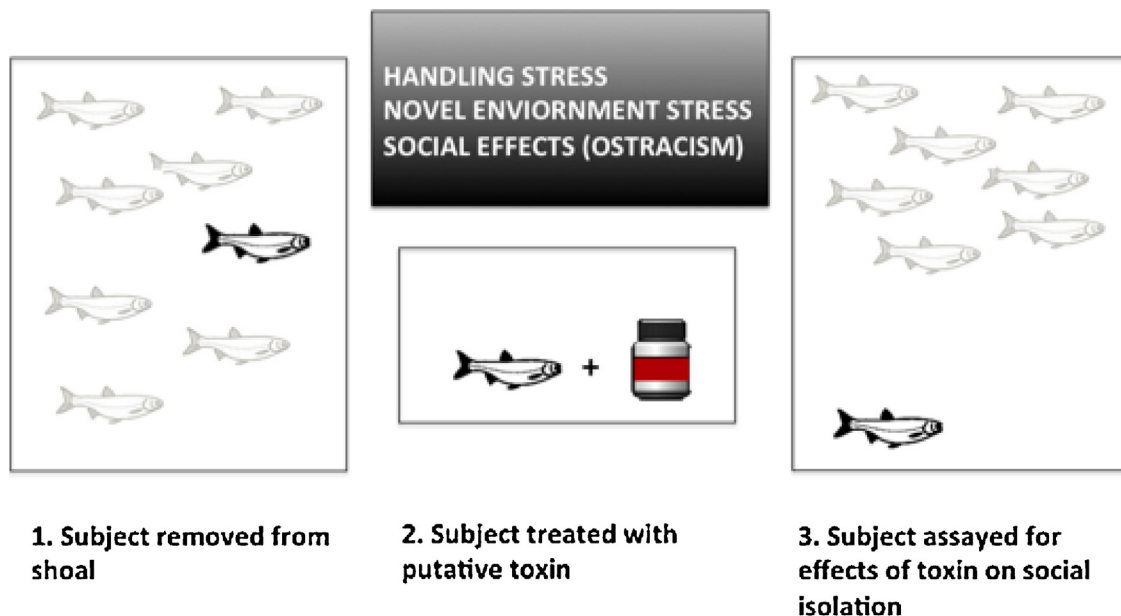 HANDLING STRESS
NOVEL ENVIORNMENT STRESS
SOCIAL EFFECTS (OSTRACISM)
+
1. Subject removed from
shoal
2. Subject treated with
putative toxin
3. Subject assayed for
effects of toxin on social
isolation